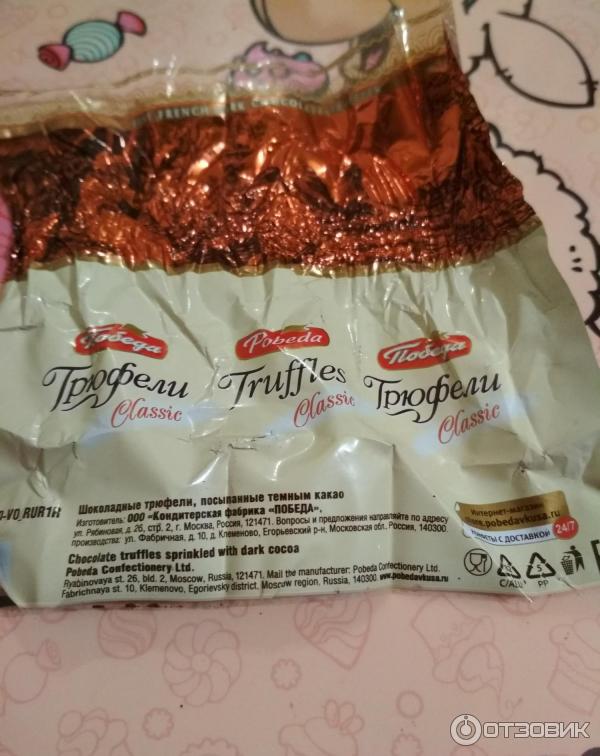 FRENCH
Победа
Трюфели
Classic
Pobeda
Truffles
Classic
Победа
Трюфели
Classic
-VO_RUR1H
Шоколадные трюфели, посыпанные темным какао
Изготовитель: ООО «Кондитерская фабрика «ПОБЕДА»,
ул. Рябиновая, д. 26, стр. 2, г. Москва, Россия, 121471. Вопросы и предложения направляйте по адресу
производства: ул. Фабричная, д. 10, д. Клеменово, Егорьевский р-н, Московская обл., Россия, 140300
Chocolate truffles sprinkled with dark cocoa
Pobeda Confectionery Ltd.
Ryabinovaya st. 26, bld. 2, Moscow, Russia, 121471. Mail the manufacturer: Pobeda Confectionery Ltd.
Fabrichnaya st. 10, Klemenovo, Egorievsky district, Moscow region, Russia, 140300 www.pobedavkusa.ru
Интернет-магазин
store.pobedavkusa.ru
с доставкой 24/7
C/ALU
5
PP
ОТЗОВИК